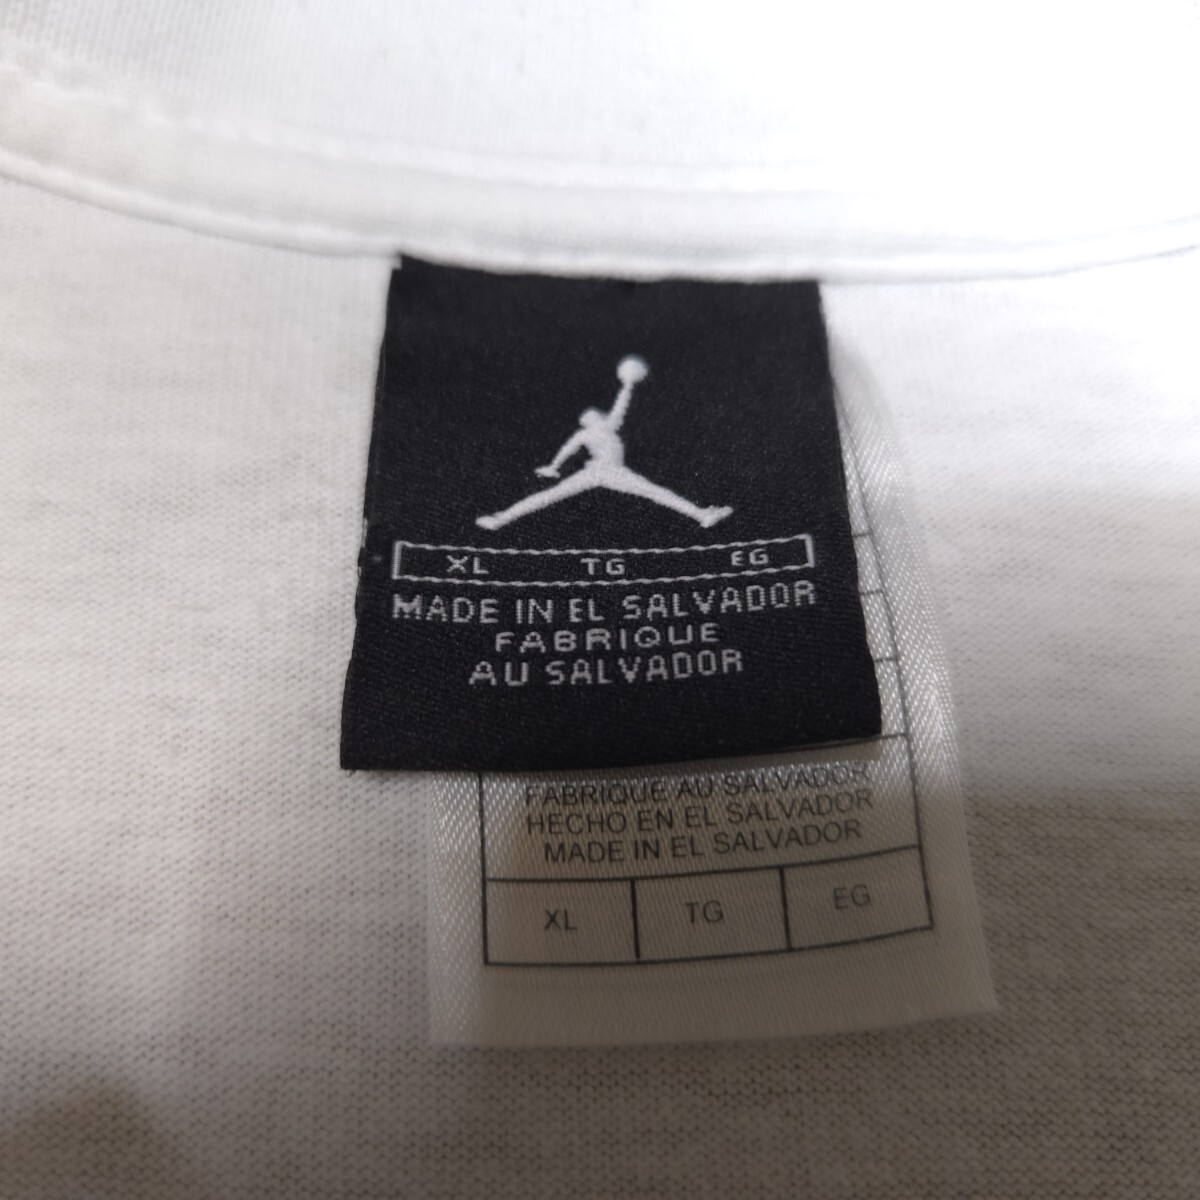 XL TG EG
MADE IN EL SALVADOR
FABRIQUE
AU SALVADOR
FABRIQUE AU SALVADOR
HECHO EN EL SALVADOR
MADE IN EL SALVADOR
XL TG EG